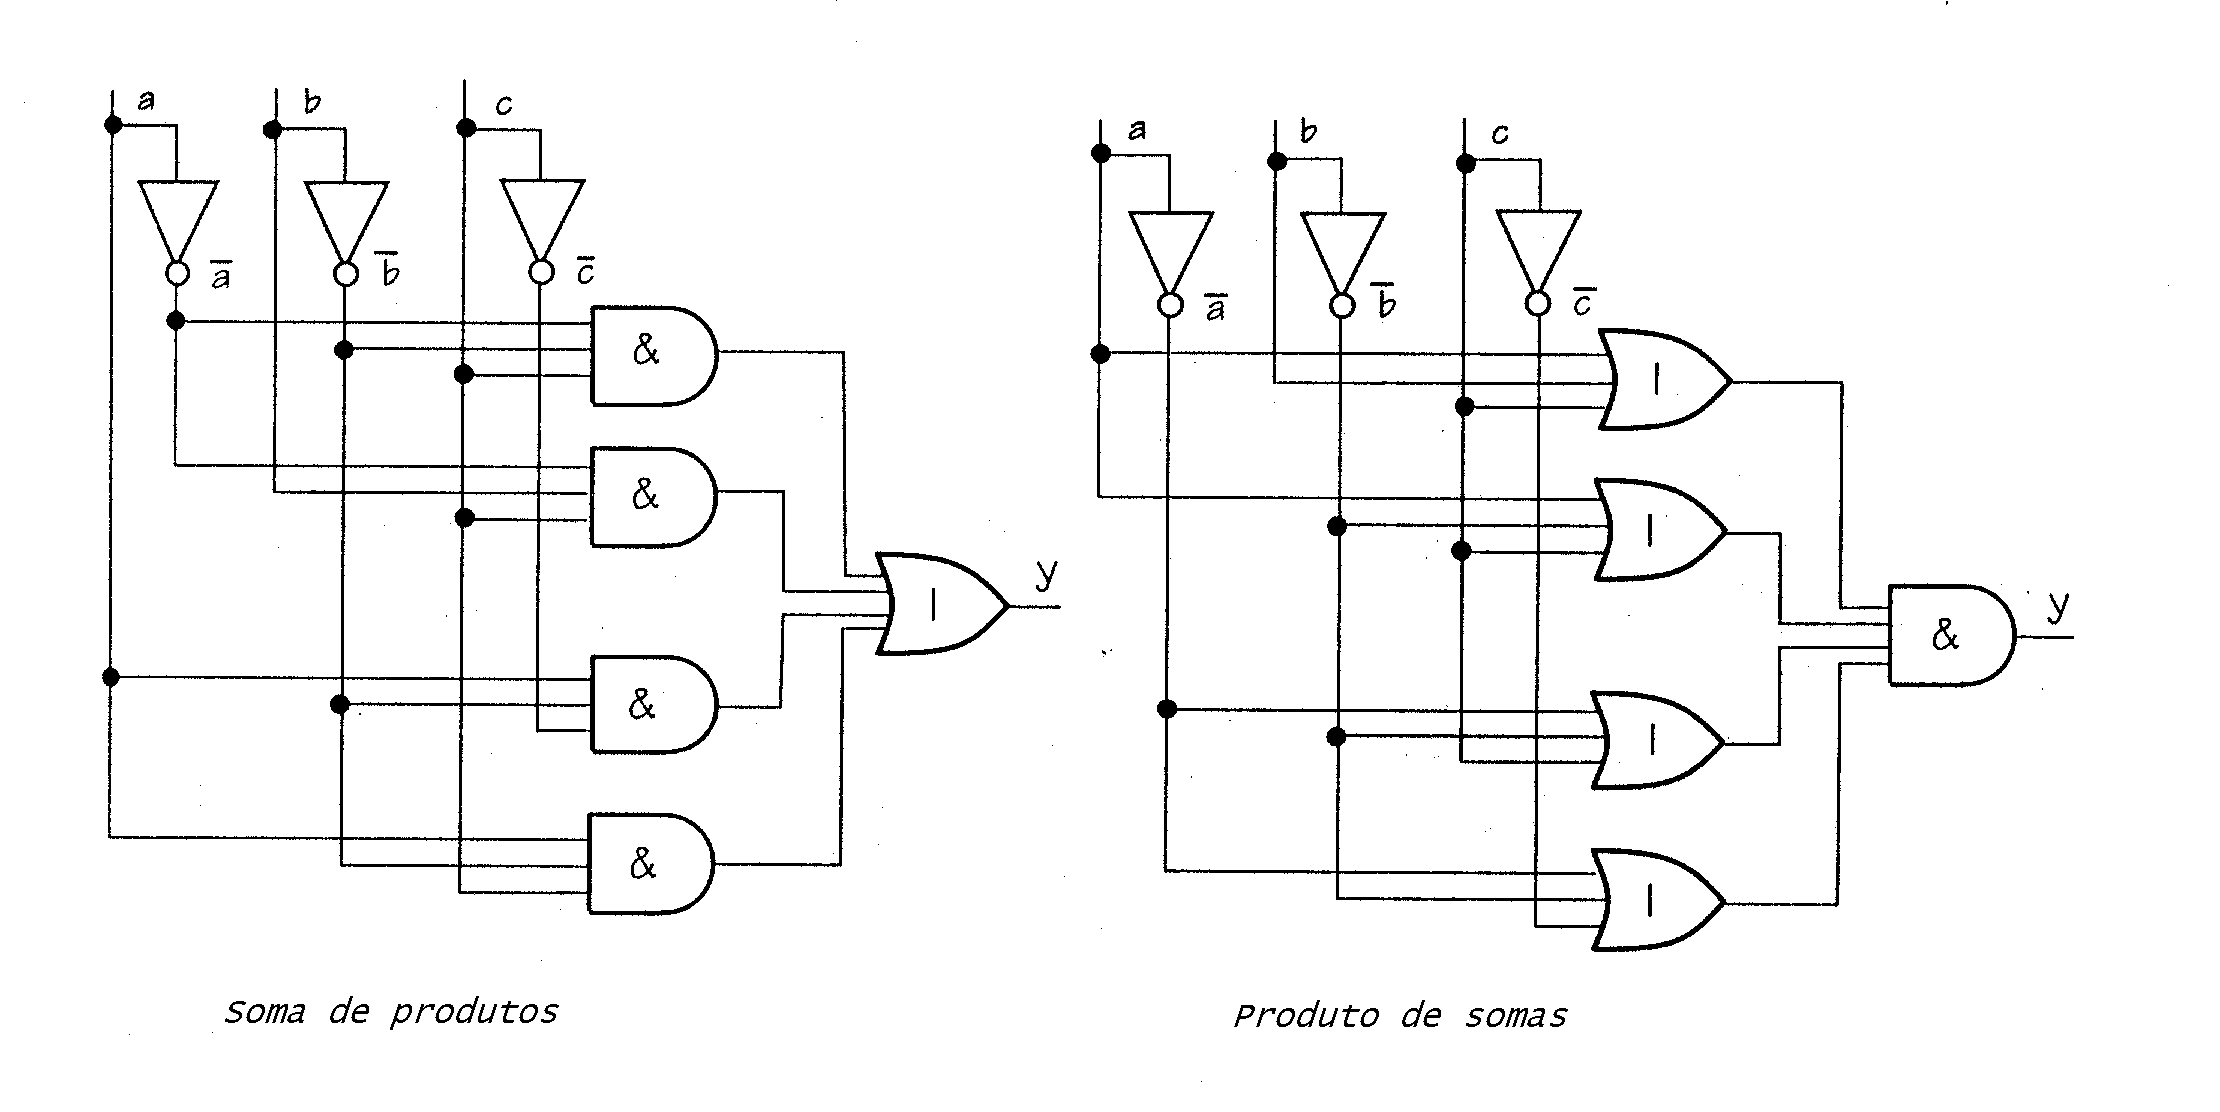 a b c
a̅ b̅ c̅
&
&
&
&
|
y
Soma de produtos
a b c
a̅ b̅ c̅
|
|
|
|
&
y
Produto de somas